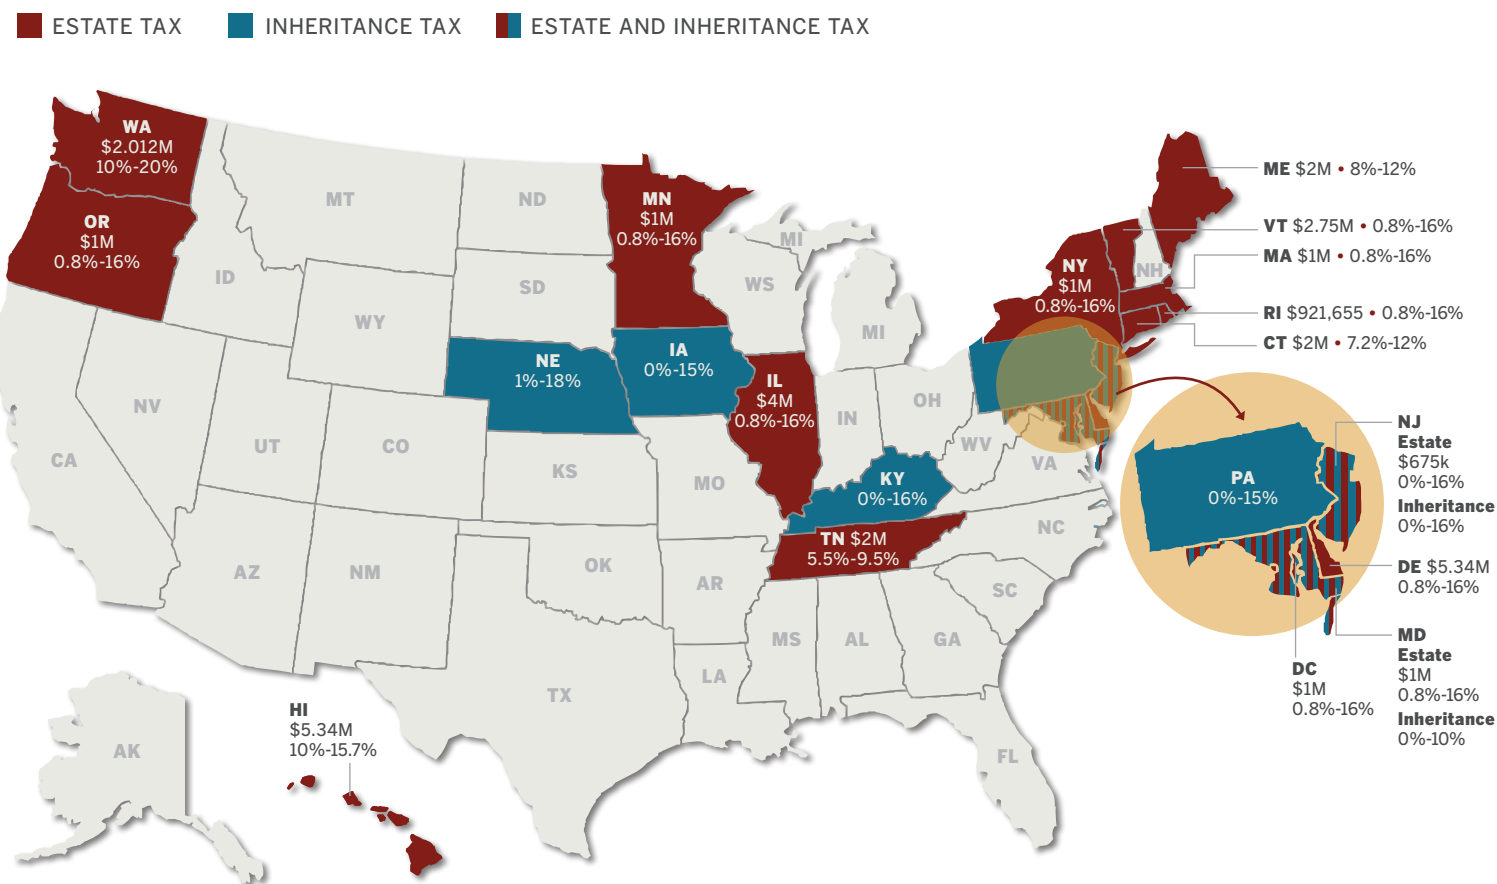 ESTATE TAX
INHERITANCE TAX
ESTATE AND INHERITANCE TAX
WA
$2.012M
10%-20%
OR
$1M
0.8%-16%
MT
ID
WY
ND
SD
MN
$1M
0.8%-16%
WS
MI
MI
NY
$1M
0.8%-16%
NH
ME $2M • 8%-12%
VT $2.75M • 0.8%-16%
MA $1M • 0.8%-16%
RI $921,655 • 0.8%-16%
CT $2M • 7.2%-12%
NE
1%-18%
IA
0%-15%
IL
$4M
0.8%-16%
IN
OH
WV
VA
KY
0%-16%
TN $2M
5.5%-9.5%
NV
UT
CO
CA
KS
MO
AZ
NM
OK
AR
NC
SC
MS
AL
GA
LA
TX
FL
AK
HI
$5.34M
10%-15.7%
PA
0%-15%
NJ
Estate
$675k
0%-16%
Inheritance
0%-16%
DE $5.34M
0.8%-16%
MD
Estate
$1M
0.8%-16%
Inheritance
0%-10%
DC
$1M
0.8%-16%